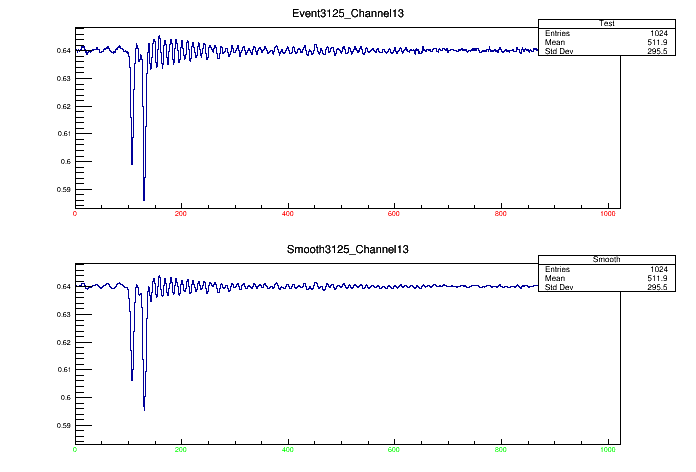 Event3125_Channel13
Test
Entries 1024
Mean 511.9
Std Dev 295.5
0.64
0.63
0.62
0.61
0.6
0.59
0 200 400 600 800 1000
Smooth3125_Channel13
Smooth
Entries 1024
Mean 511.9
Std Dev 295.5
0.64
0.63
0.62
0.61
0.6
0.59
0 200 400 600 800 1000